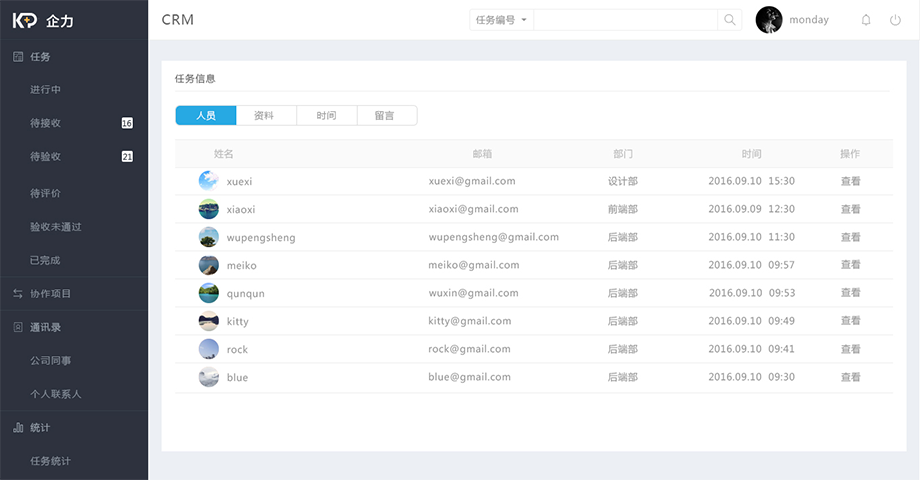 企力
CRM
任务编号
monday
任务
进行中
待接收 16
待验收 21
待评价
验收未通过
已完成
协作项目
通讯录
公司同事
个人联系人
统计
任务统计
任务信息
人员 资料 时间 留言
姓名 邮箱 部门 时间 操作
xuexi xuexi@gmail.com 设计部 2016.09.10 15:30 查看
xiaoxi xiaoxi@gmail.com 前端部 2016.09.09 12:30 查看
wupengsheng wupengsheng@gmail.com 后端部 2016.09.10 11:30 查看
meiko meiko@gmail.com 后端部 2016.09.10 09:57 查看
qunqun wuxin@gmail.com 后端部 2016.09.10 09:53 查看
kitty kitty@gmail.com 后端部 2016.09.10 09:49 查看
rock rock@gmail.com 后端部 2016.09.10 09:41 查看
blue blue@gmail.com 后端部 2016.09.10 09:30 查看